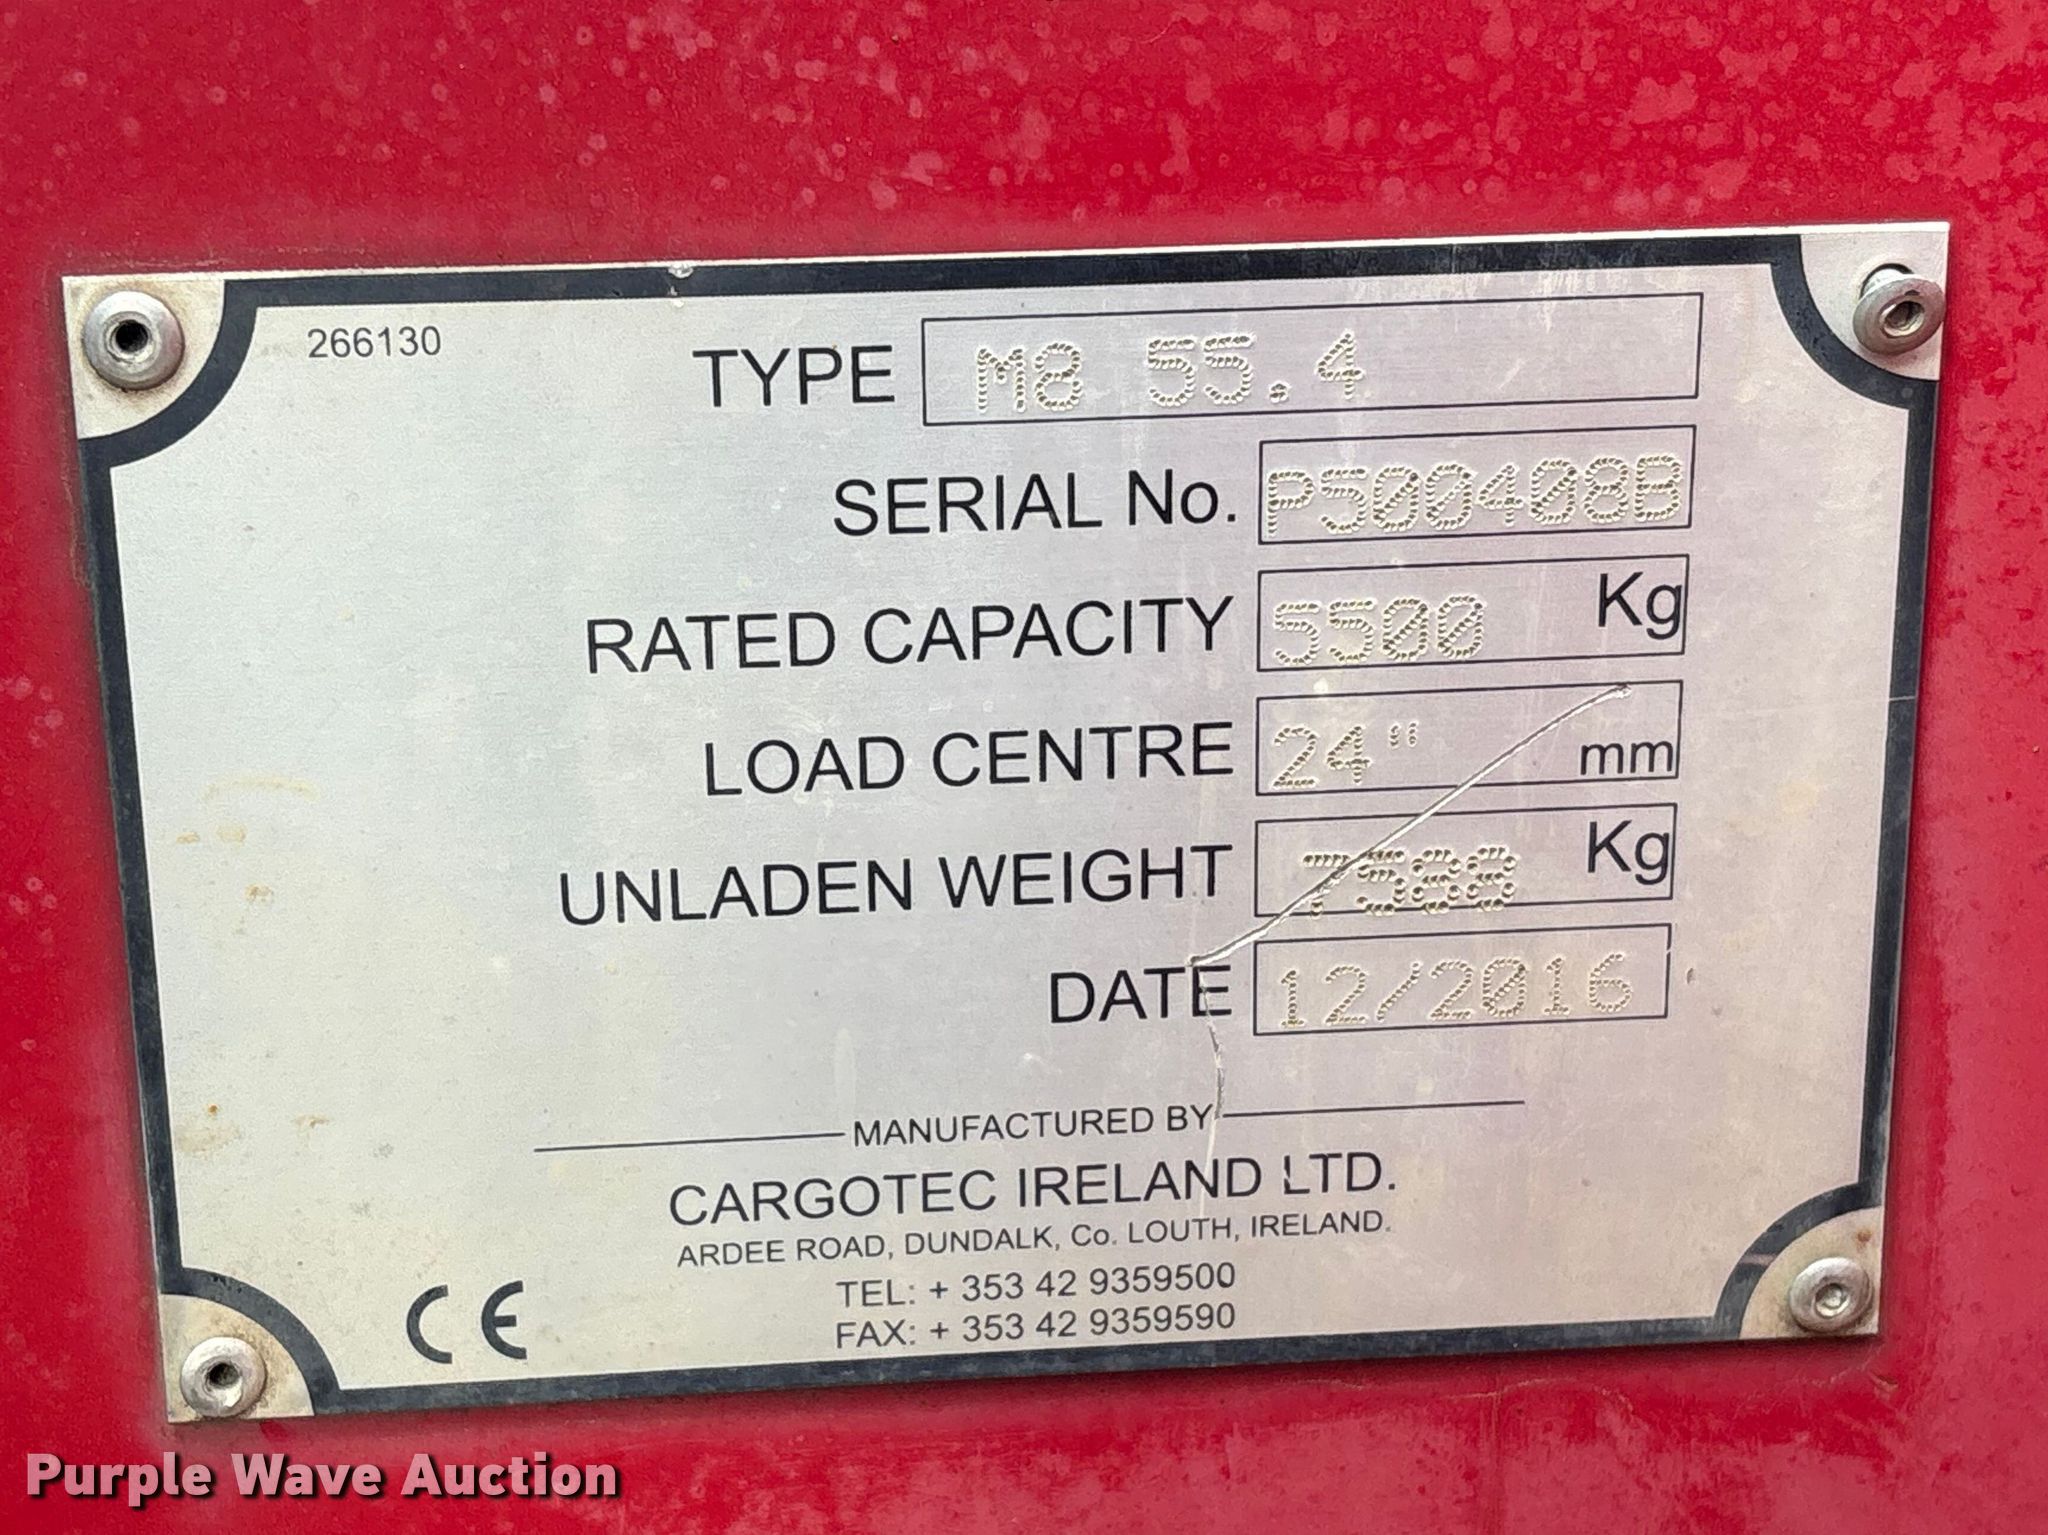 266130
TYPE M8 55.4
SERIAL No. P500408B
RATED CAPACITY 5500 Kg
LOAD CENTRE 24" mm
UNLADEN WEIGHT 7588 Kg
DATE 12/2016
MANUFACTURED BY
CARGOTEC IRELAND LTD.
ARDEE ROAD, DUNDALK, Co. LOUTH, IRELAND.
TEL: + 353 42 9359500
FAX: + 353 42 9359590
CE
Purple Wave Auction